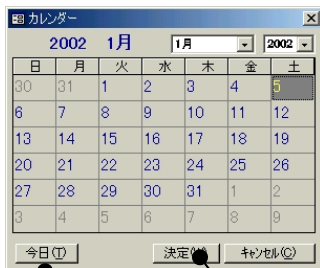 カレンダー
2002 1月 1月 2002
日 月 火 水 木 金 土
30 31 1 2 3 4 5
6 7 8 9 10 11 12
13 14 15 16 17 18 19
20 21 22 23 24 25 26
27 28 29 30 31 1 2
3 4 5 6 7 8 9
今日(T) 決定 ｷｬﾝｾﾙ(C)